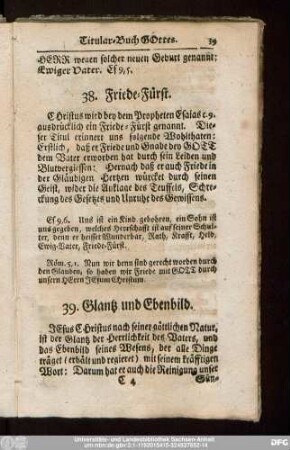 Titular-Buch GOttes. 39
HERR wegen solcher neuen Geburt genannt:
Ewiger Vater. Es 9,5.
38. Friede-Fürst.
CHristus wird bey dem Propheten Esaias c.9.
ausdrücklich ein Friede-Fürst genannt. Die-
ser Titul erinnert uns folgende Wohlthaten:
Erstlich, daß er Friede und Gnade bey GOTT
dem Vater erworben hat durch sein Leiden und
Blutvergiessen: Hernach daß er auch Friede in
der Gläubigen Hertzen würcket durch seinen
Geist, wider die Anklage des Teuffels, Schre-
ckung des Gesetzes und Unruhe des Gewissens.
Es 9.6. Uns ist ein Kind gebohren, ein Sohn ist
uns gegeben, welches Herrschafft ist auf seiner Schul-
ter, denn er heisset Wunderbar, Rath, Krafft, Held,
Ewig-Vater, Friede-Fürst.
Röm. 5.1. Nun wir denn sind gerecht worden durch
den Glauben, so haben wir Friede mit GOTT durch
unsern HErrn JEsum Christum.
39. Glantz und Ebenbild.
JEsus CHristus nach seiner göttlichen Natur,
ist der Glantz der Herrlichkeit des Vaters, und
das Ebenbild seines Wesens, der alle Dinge
träget (erhält und regieret) mit seinem kräfftigen
Wort: Darum hat er auch die Reinigung unser
C 4 Sün-
Universitäts- und Landesbibliothek Sachsen-Anhalt